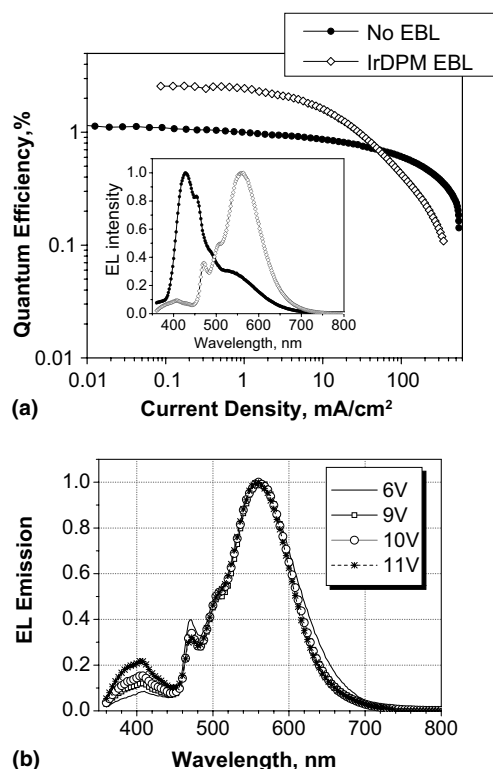 No EBL
IrDPM EBL
Quantum Efficiency,%
1
0.1
0.01
EL intensity
1.0
0.8
0.6
0.4
0.2
0.0
400 500 600 700 800
Wavelength, nm
0.01 0.1 1 10 100
(a)
Current Density, mA/cm²
EL Emission
1.0
0.8
0.6
0.4
0.2
0.0
6V
9V
10V
11V
400 500 600 700 800
(b)
Wavelength, nm